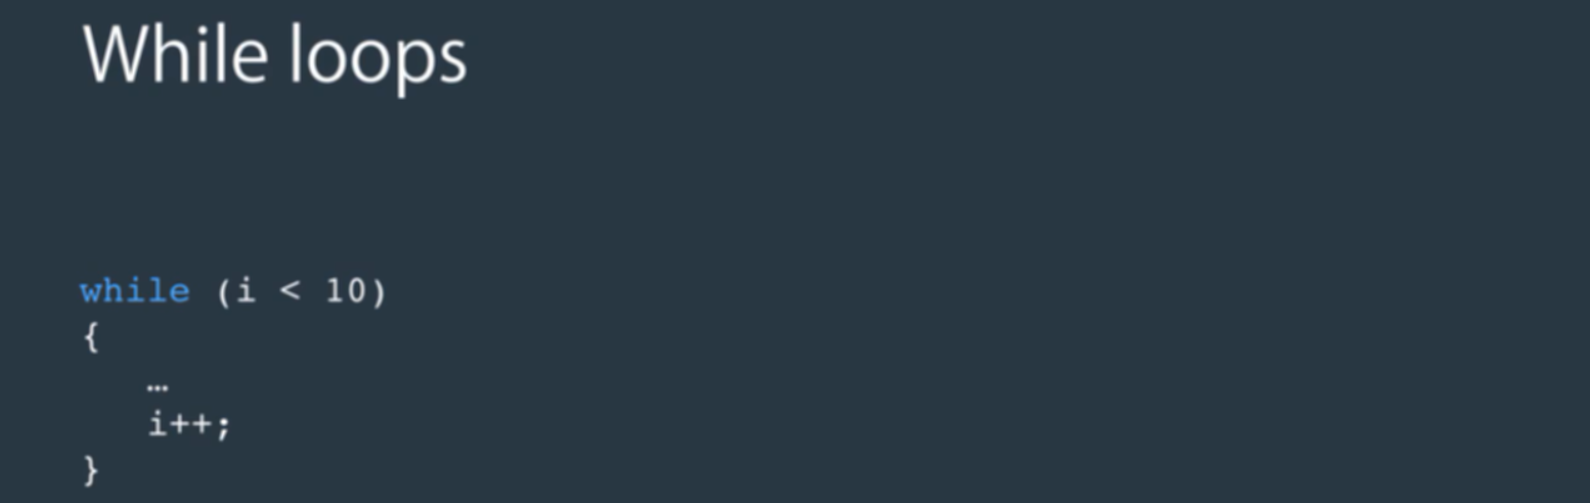 While loops
while (i < 10)
{
…
i++;
}